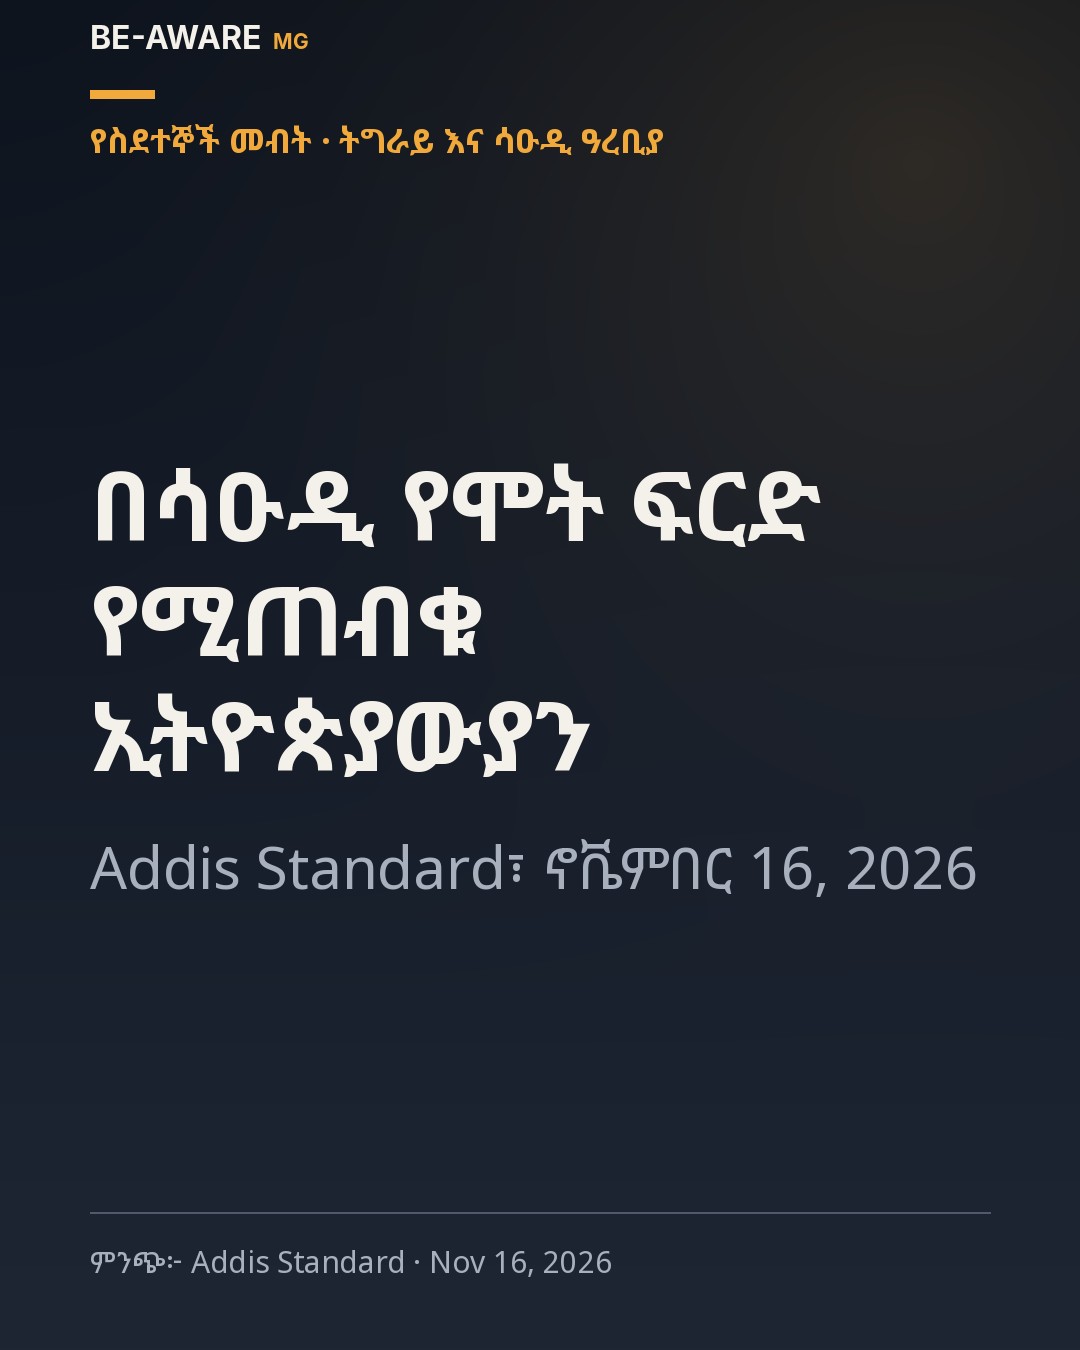 BE-AWARE MG
የስደተኞች መብት · ትግራይ እና ሳዑዲ ዓረቢያ
በሳዑዲ የሞት ፍርድ
የሚጠብቁ
ኢትዮጵያውያን
Addis Standard፣ ኖቬምበር 16, 2026
ምንጭ፦ Addis Standard · Nov 16, 2026